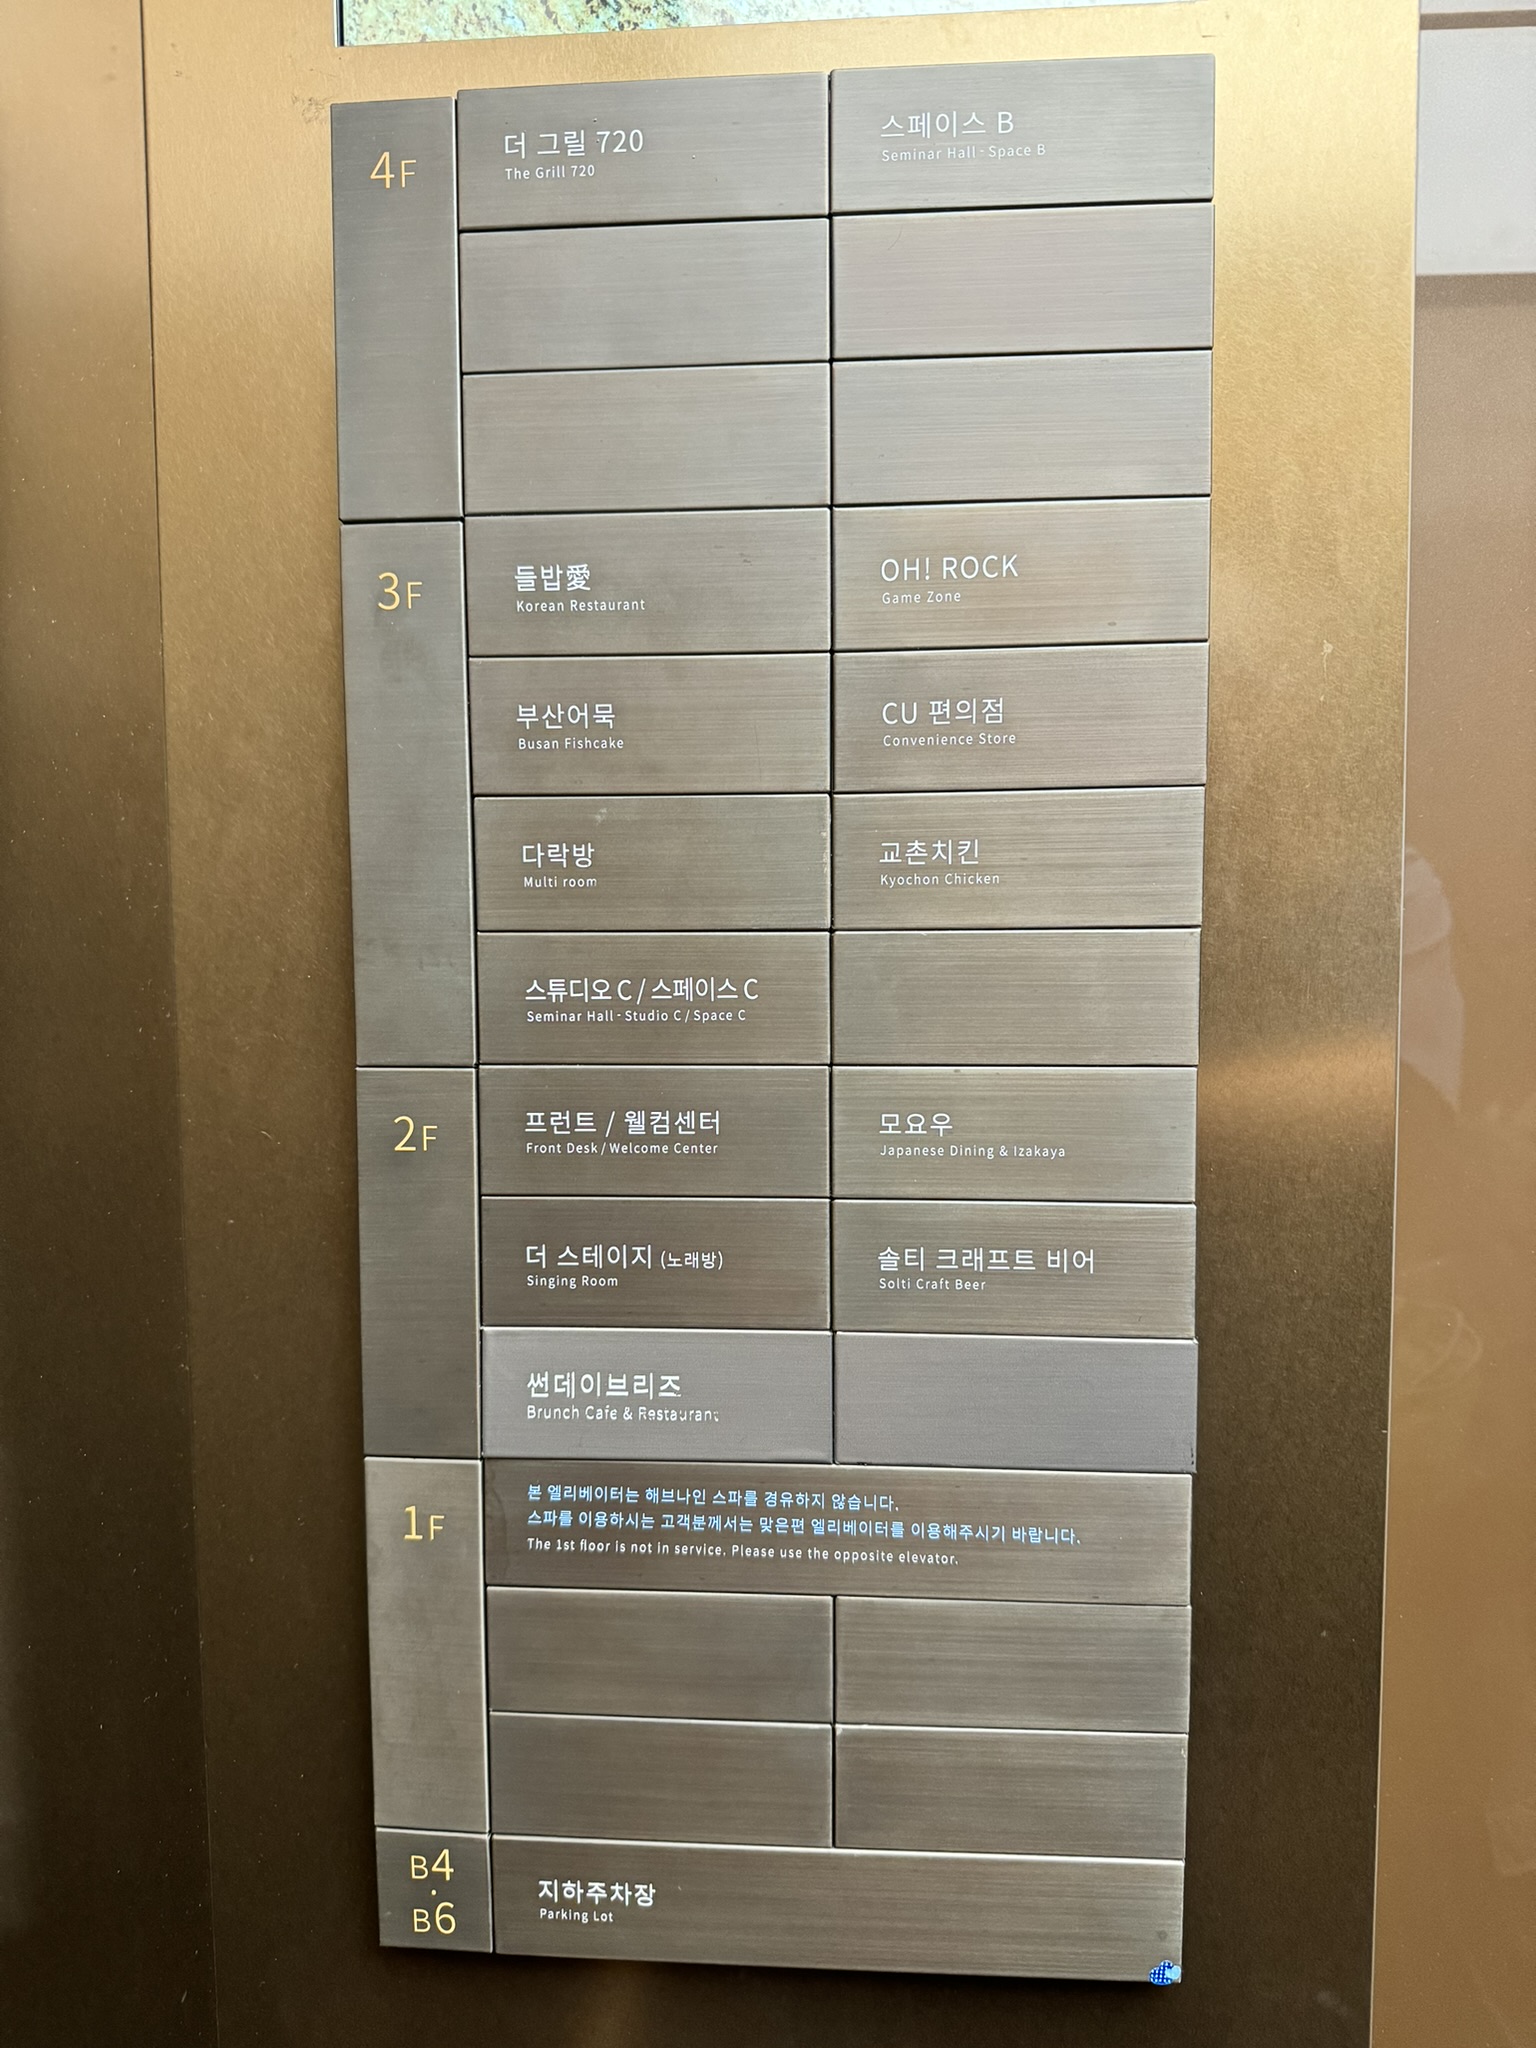 4F
더 그릴 720
The Grill 720
스페이스 B
Seminar Hall - Space B
3F
들밥愛
Korean Restaurant
OH! ROCK
Game Zone
부산어묵
Busan Fishcake
CU 편의점
Convenience Store
다락방
Multi room
교촌치킨
Kyochon Chicken
스튜디오 C / 스페이스 C
Seminar Hall - Studio C / Space C
2F
프런트 / 웰컴센터
Front Desk / Welcome Center
모요우
Japanese Dining & Izakaya
더 스테이지 (노래방)
Singing Room
솔티 크래프트 비어
Solti Craft Beer
썬데이브리즈
Brunch Cafe & Restaurant
1F
본 엘리베이터는 해브나인 스파를 경유하지 않습니다.
스파를 이용하시는 고객분께서는 맞은편 엘리베이터를 이용해주시기 바랍니다.
The 1st floor is not in service. Please use the opposite elevator.
B4
·
B6
지하주차장
Parking Lot